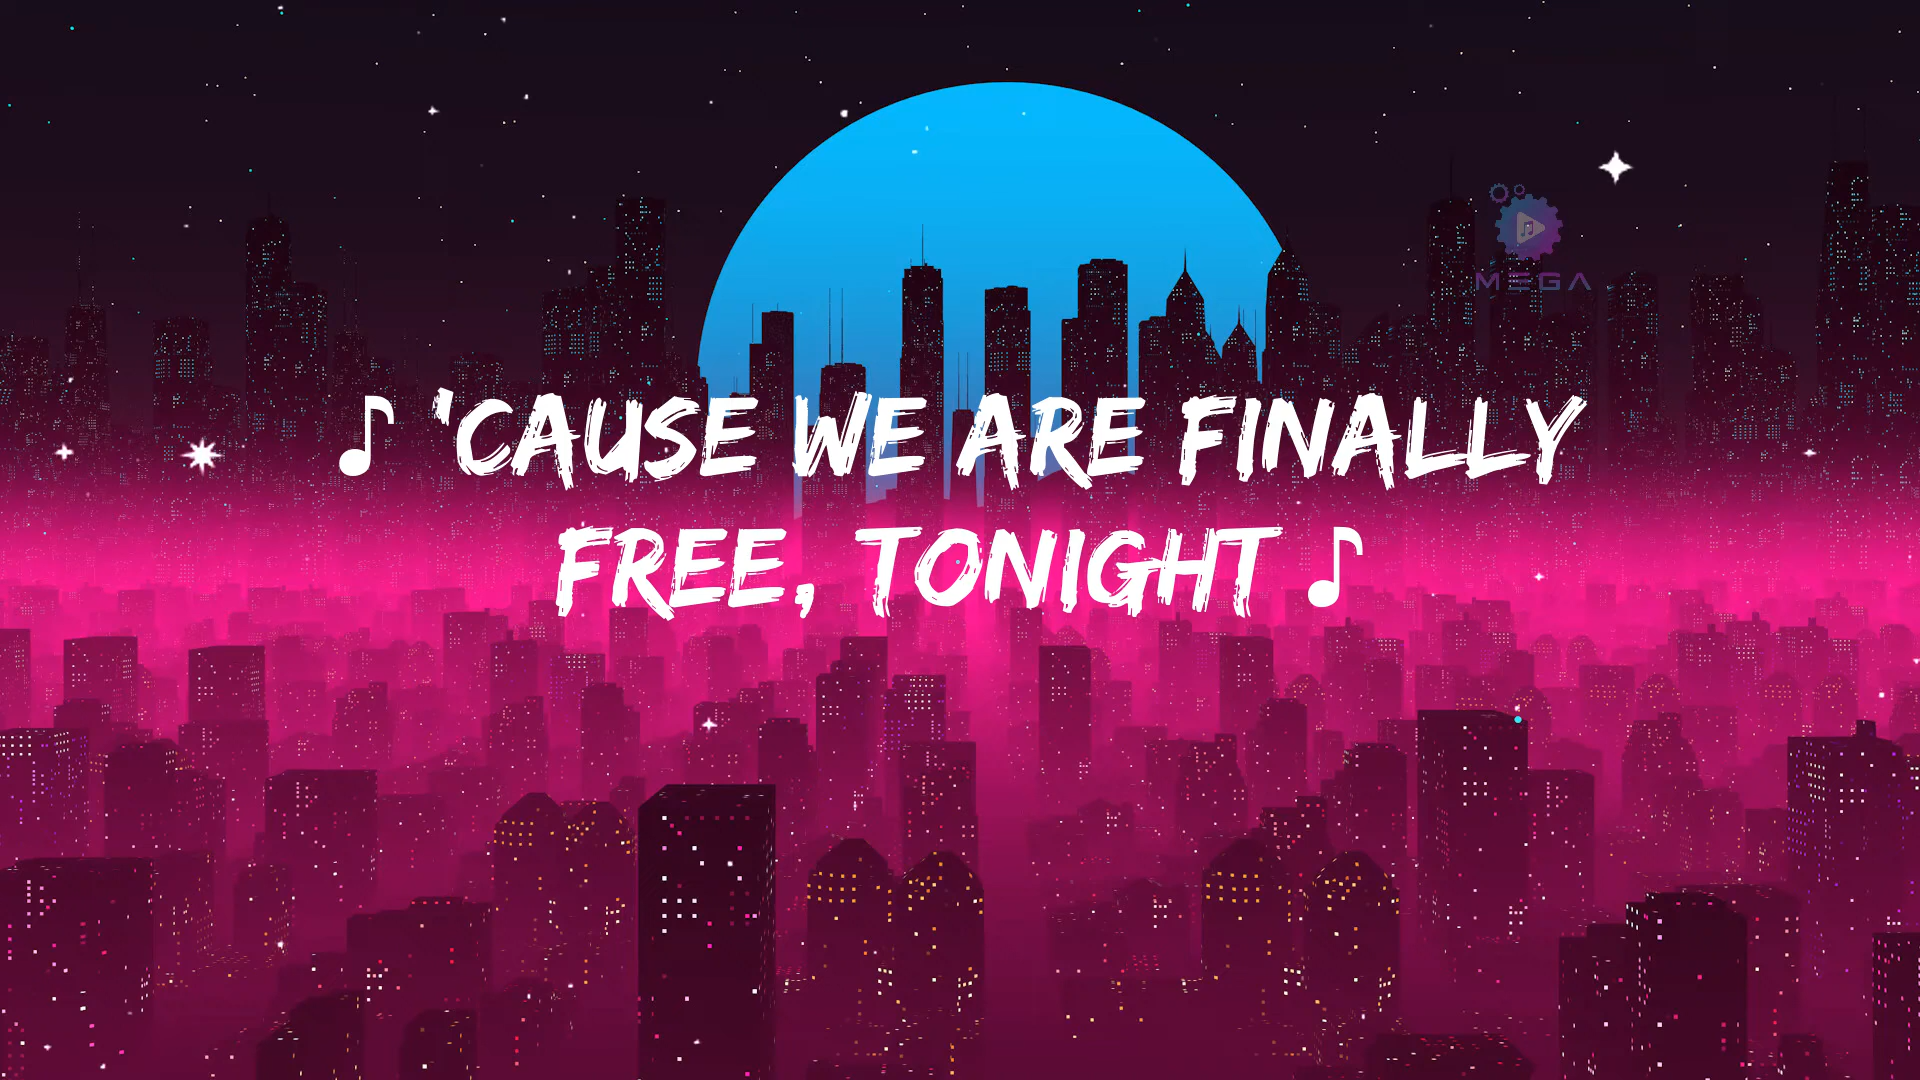 MEGA
♪ 'CAUSE WE ARE FINALLY
FREE, TONIGHT ♪